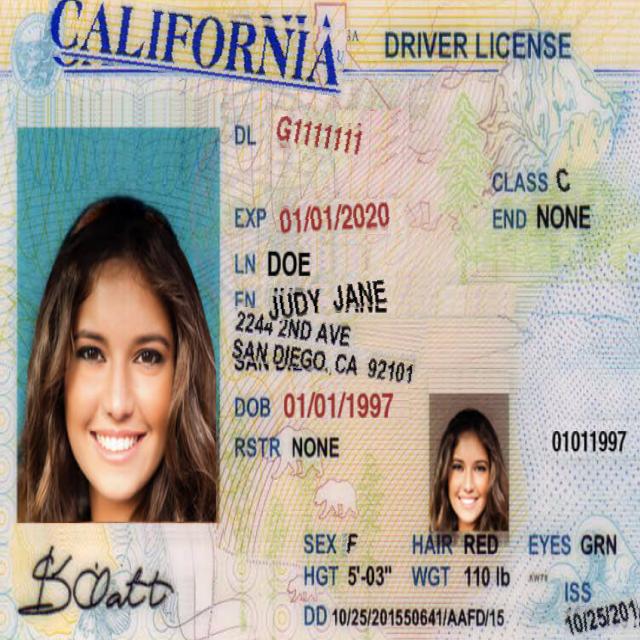 CALIFORNIA DRIVER LICENSE
DL G1111111
CLASS C
EXP 01/01/2020
END NONE
LN DOE
FN JUDY JANE
2244 2ND AVE
SAN DIEGO, CA 92101
DOB 01/01/1997
RSTR NONE
01011997
SEX F HAIR RED EYES GRN
HGT 5'-03" WGT 110 lb
ISS
DD 10/25/201550641/AAFD/15
10/25/201